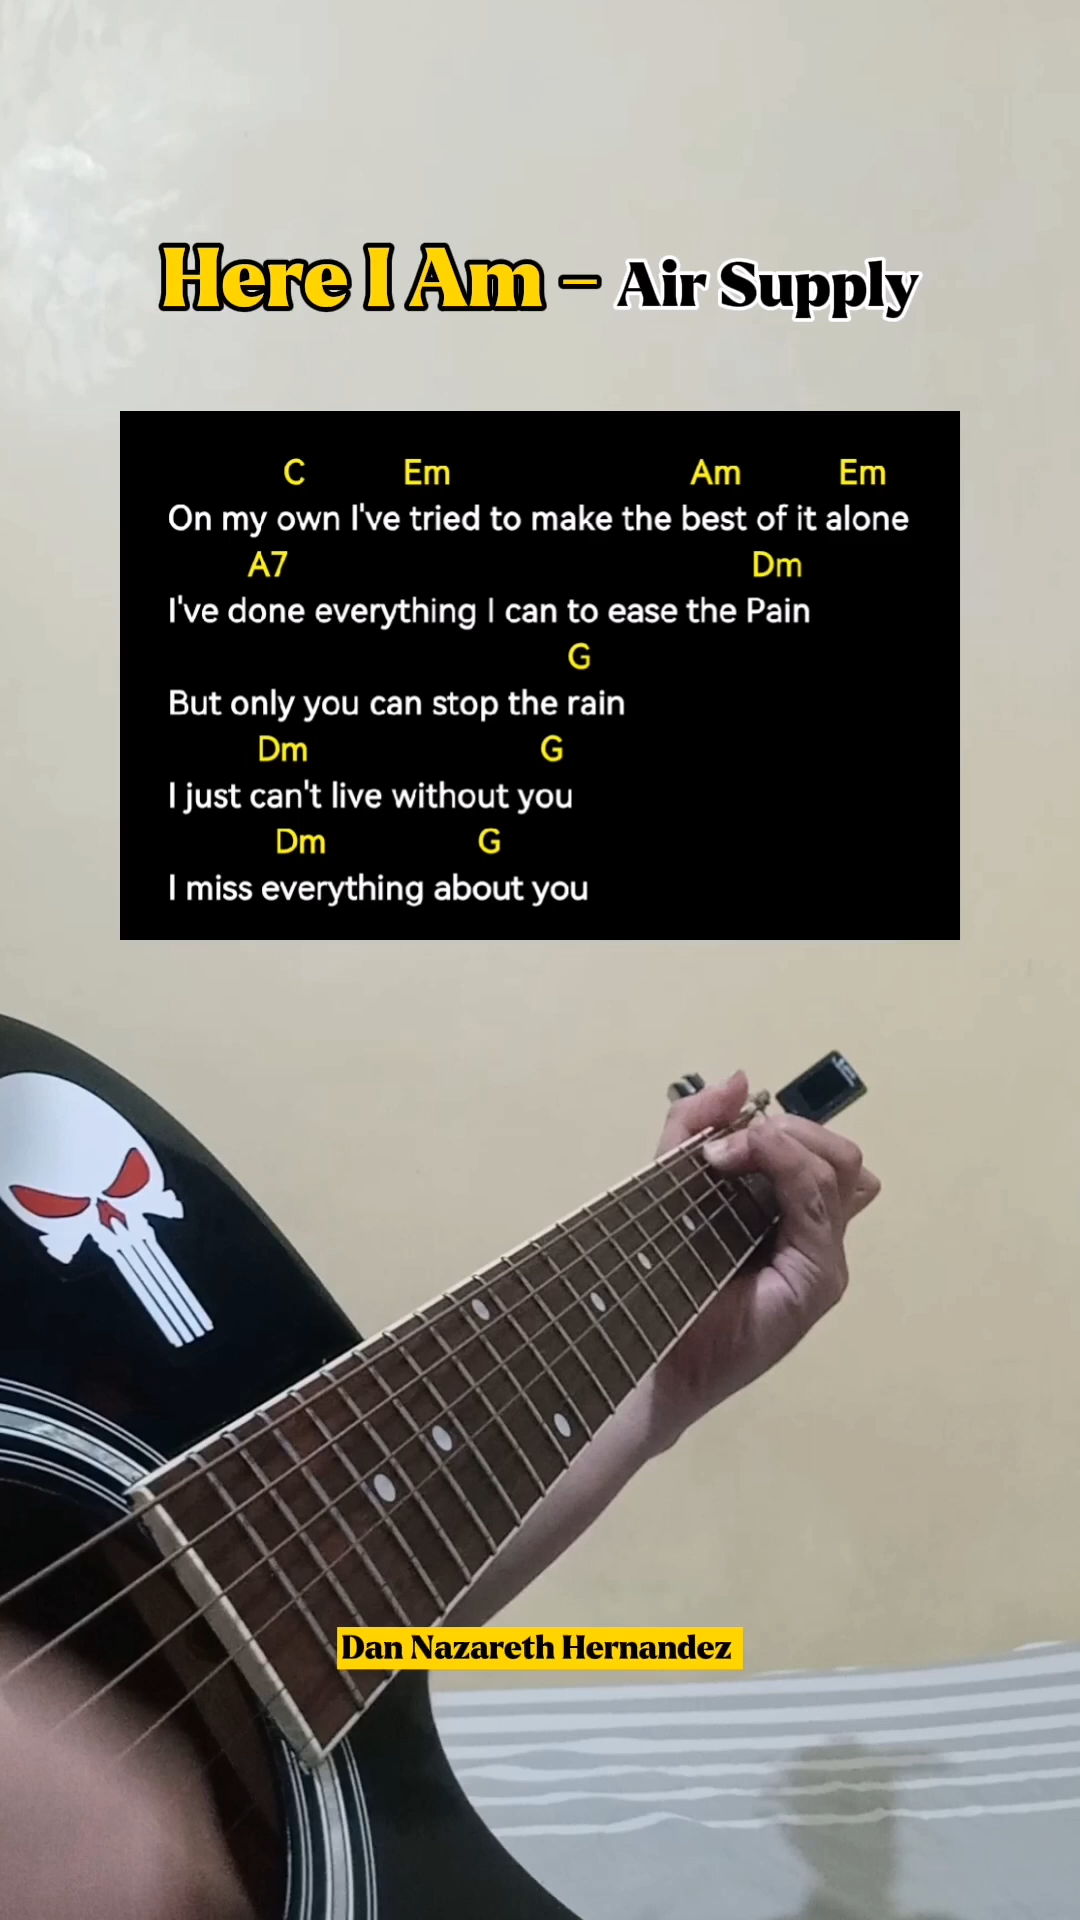 Here I Am – Air Supply
C Em Am Em
On my own I've tried to make the best of it alone
A7 Dm
I've done everything I can to ease the Pain
G
But only you can stop the rain
Dm G
I just can't live without you
Dm G
I miss everything about you
Dan Nazareth Hernandez